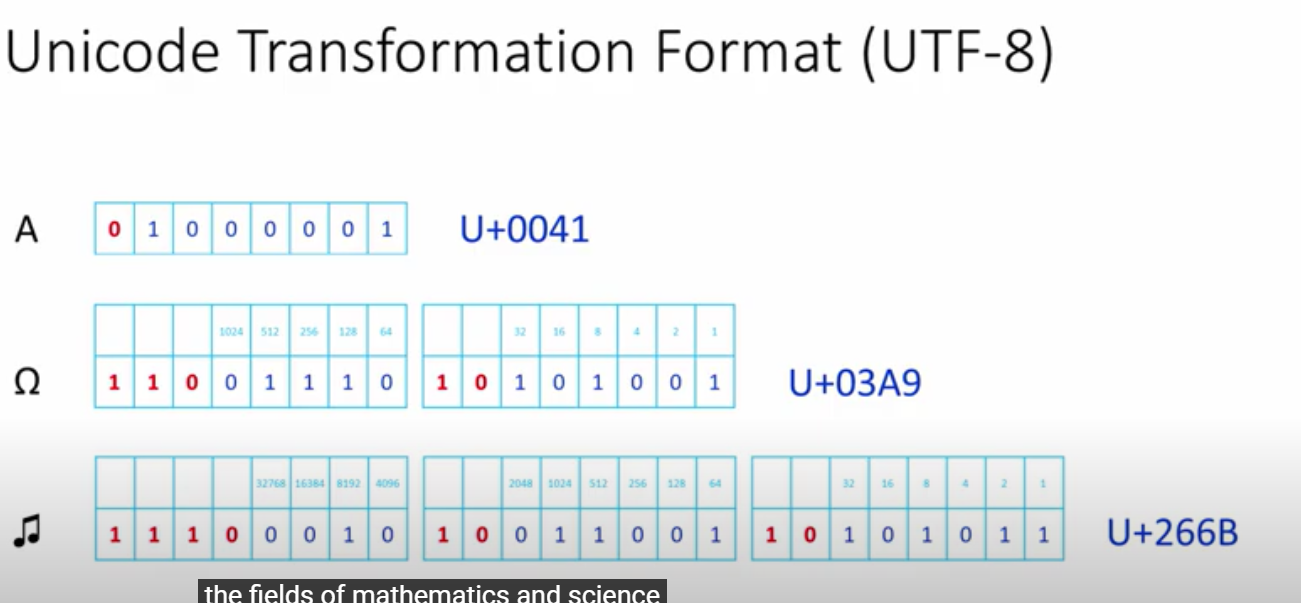 Unicode Transformation Format (UTF-8)
A 0 1 0 0 0 0 0 1 U+0041
1024 512 256 128 64 32 16 8 4 2 1
Ω 1 1 0 0 1 1 1 0 1 0 1 0 1 0 0 1 U+03A9
32768 16384 8192 4096 2048 1024 512 256 128 64 32 16 8 4 2 1
♫ 1 1 1 0 0 0 1 0 1 0 0 1 1 0 0 1 1 0 1 0 1 0 1 1 U+266B
the fields of mathematics and science